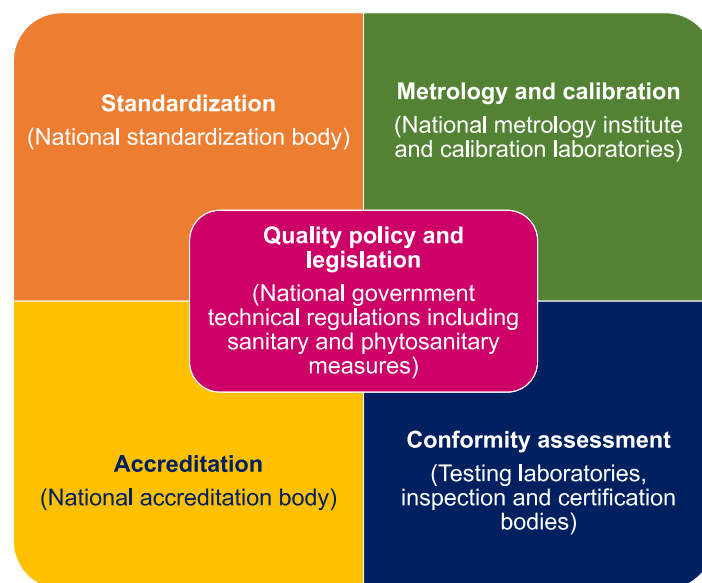 Standardization
(National standardization body)
Metrology and calibration
(National metrology institute
and calibration laboratories)
Quality policy and
legislation
(National government
technical regulations including
sanitary and phytosanitary
measures)
Accreditation
(National accreditation body)
Conformity assessment
(Testing laboratories,
inspection and certification
bodies)